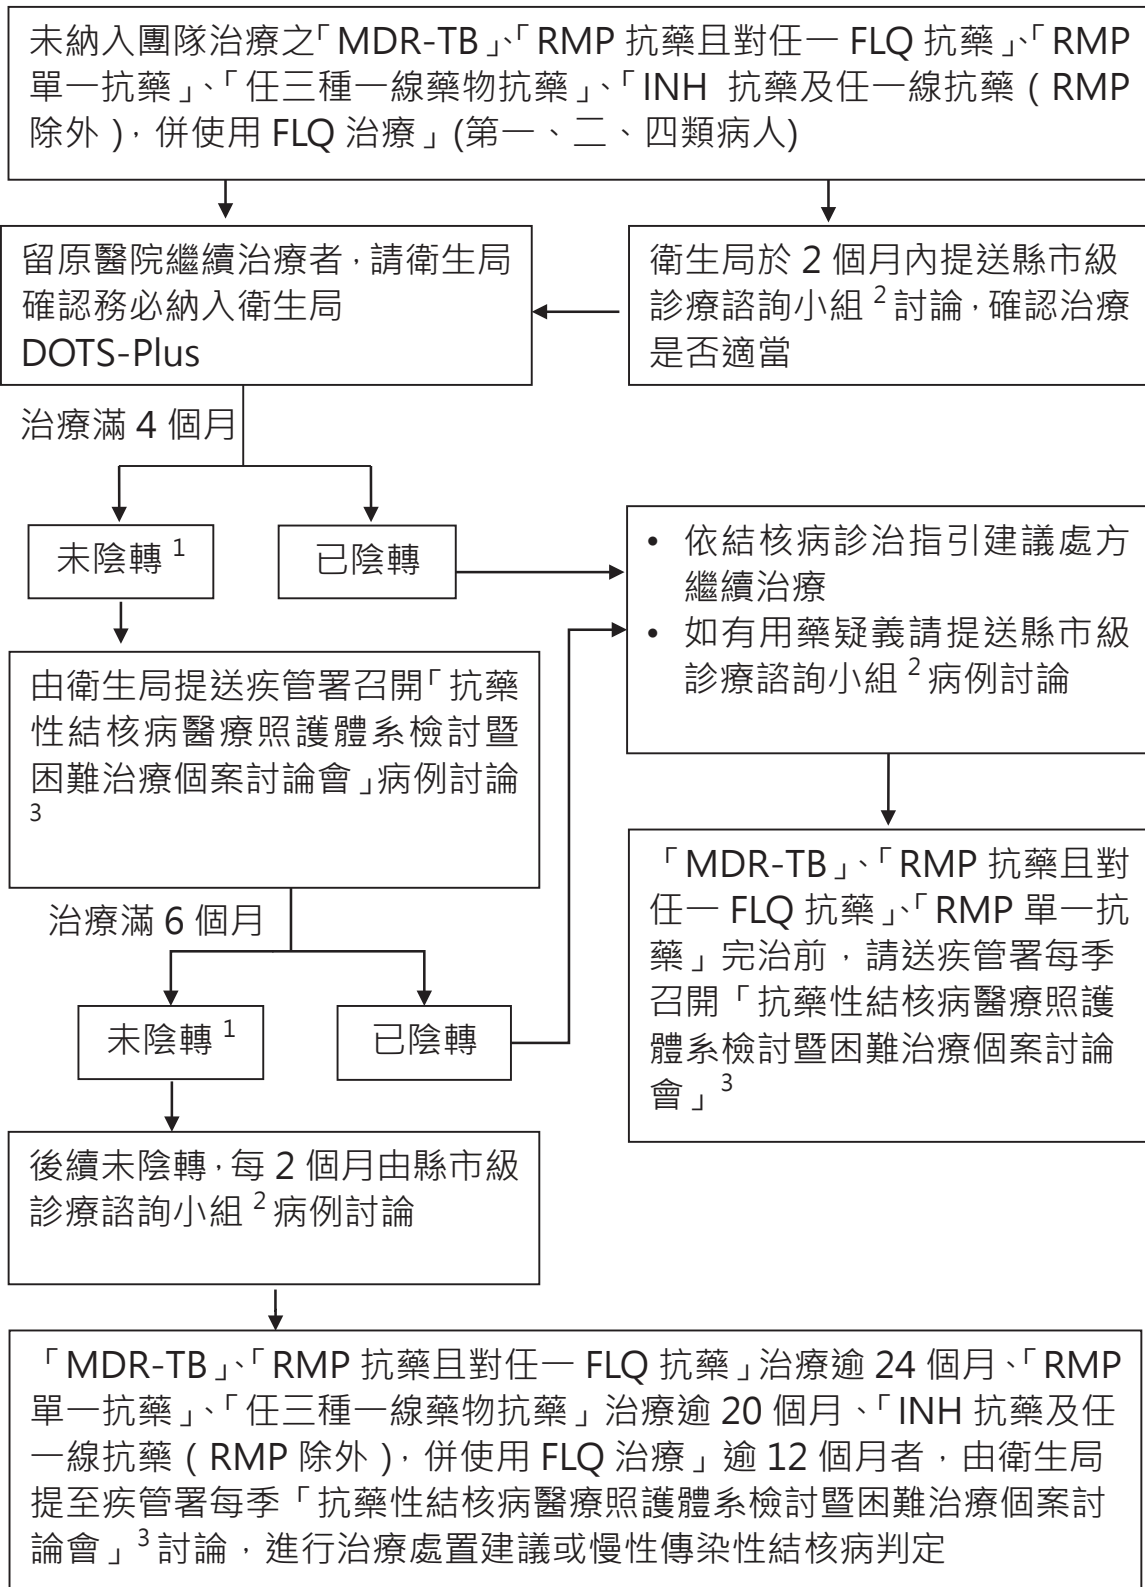 未納入團隊治療之「MDR-TB」、「RMP 抗藥且對任一 FLQ 抗藥」、「RMP
單一抗藥」、「任三種一線藥物抗藥」、「INH 抗藥及任一線抗藥（RMP
除外），併使用 FLQ 治療」(第一、二、四類病人)
留原醫院繼續治療者，請衛生局
確認務必納入衛生局
DOTS-Plus
衛生局於 2 個月內提送縣市級
診療諮詢小組 2 討論，確認治療
是否適當
治療滿 4 個月
未陰轉 1
已陰轉
• 依結核病診治指引建議處方
繼續治療
• 如有用藥疑義請提送縣市級
診療諮詢小組 2 病例討論
由衛生局提送疾管署召開「抗藥
性結核病醫療照護體系檢討暨
困難治療個案討論會」病例討論
3
「MDR-TB」、「RMP 抗藥且對
任一 FLQ 抗藥」、「RMP 單一抗
藥」完治前，請送疾管署每季
召開「抗藥性結核病醫療照護
體系檢討暨困難治療個案討論
會」3
治療滿 6 個月
未陰轉 1
已陰轉
後續未陰轉，每 2 個月由縣市級
診療諮詢小組 2 病例討論
「MDR-TB」、「RMP 抗藥且對任一 FLQ 抗藥」治療逾 24 個月、「RMP
單一抗藥」、「任三種一線藥物抗藥」治療逾 20 個月、「INH 抗藥及任
一線抗藥（RMP 除外），併使用 FLQ 治療」逾 12 個月者，由衛生局
提至疾管署每季「抗藥性結核病醫療照護體系檢討暨困難治療個案討
論會」3 討論，進行治療處置建議或慢性傳染性結核病判定